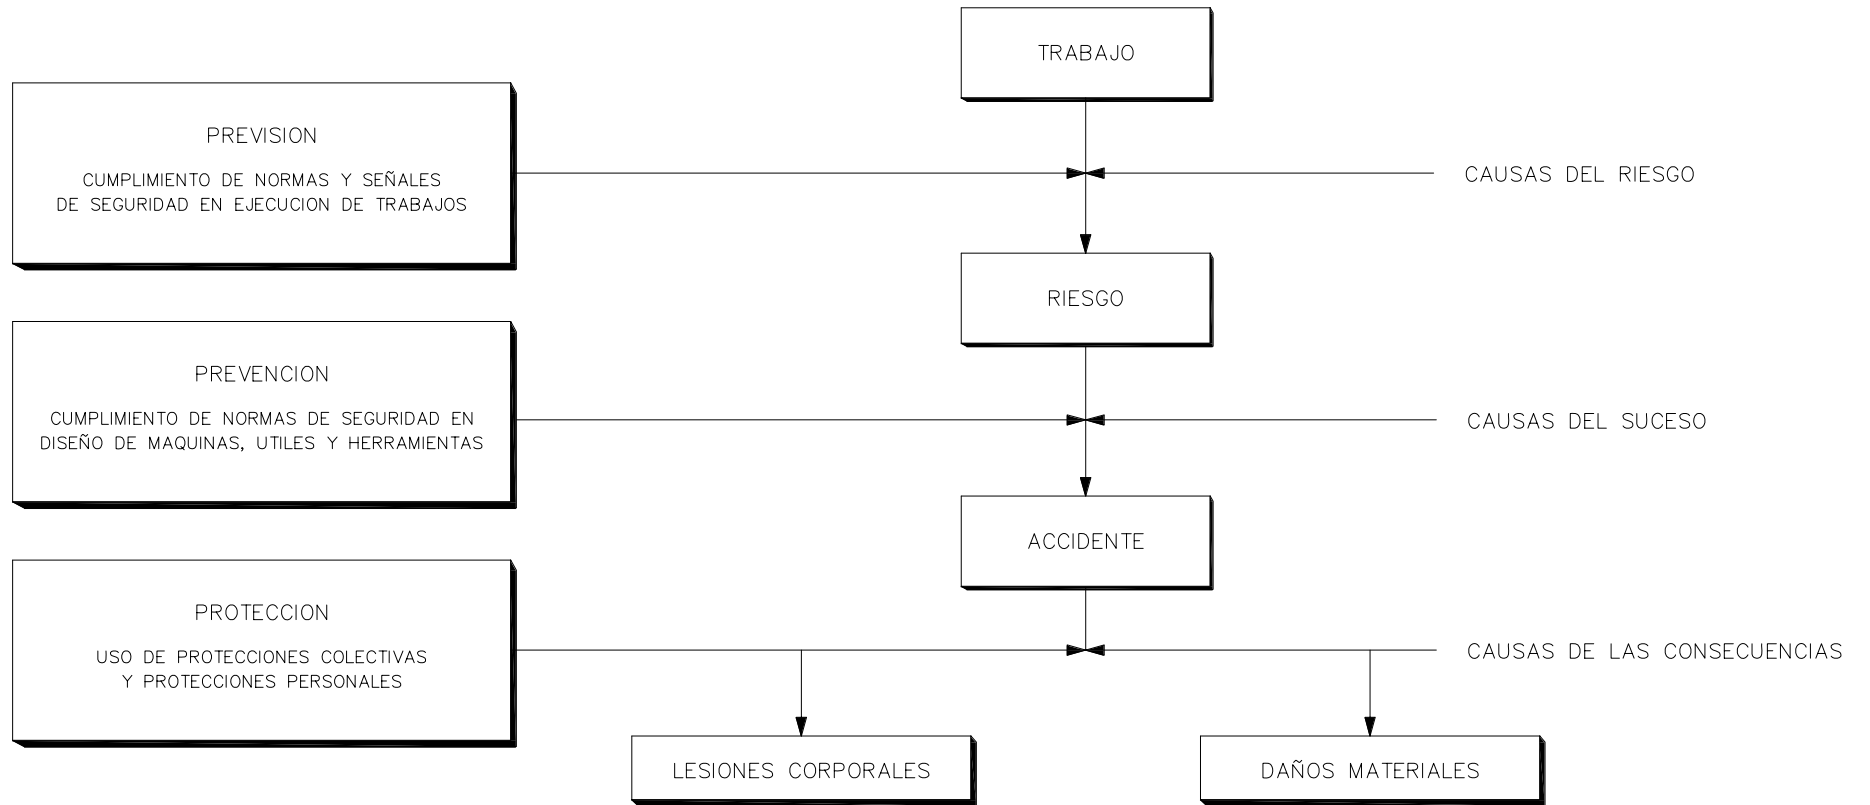 TRABAJO
PREVISION
CUMPLIMIENTO DE NORMAS Y SEÑALES
DE SEGURIDAD EN EJECUCION DE TRABAJOS
CAUSAS DEL RIESGO
RIESGO
PREVENCION
CUMPLIMIENTO DE NORMAS DE SEGURIDAD EN
DISEÑO DE MAQUINAS, UTILES Y HERRAMIENTAS
CAUSAS DEL SUCESO
ACCIDENTE
PROTECCION
USO DE PROTECCIONES COLECTIVAS
Y PROTECCIONES PERSONALES
CAUSAS DE LAS CONSECUENCIAS
LESIONES CORPORALES
DAÑOS MATERIALES